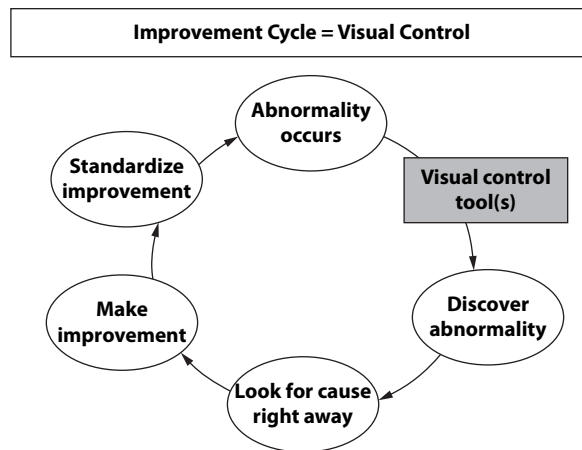 Improvement Cycle = Visual Control
Abnormality
occurs
Visual control
tool(s)
Discover
abnormality
Look for cause
right away
Make
improvement
Standardize
improvement